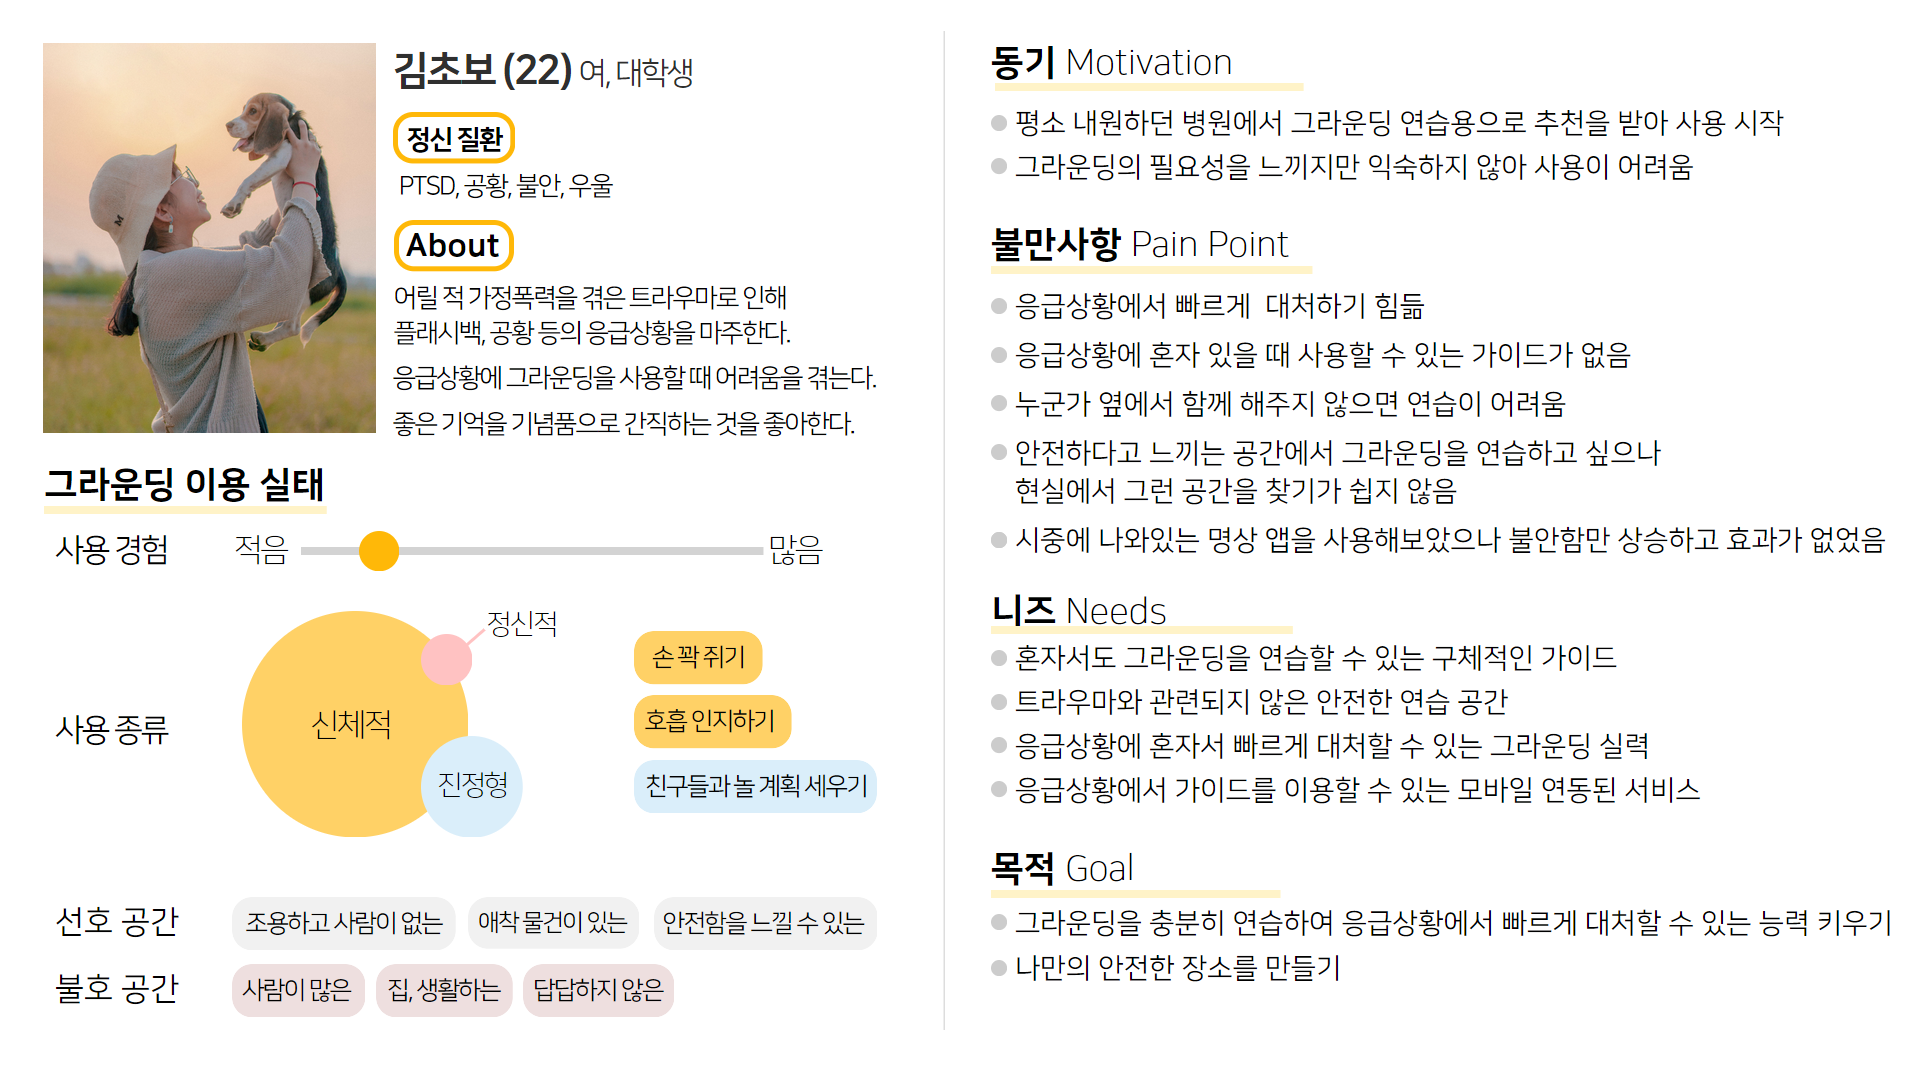 김초보 (22) 여, 대학생
정신 질환
PTSD, 공황, 불안, 우울
About
어릴 적 가정폭력을 겪은 트라우마로 인해
플래시백, 공황 등의 응급상황을 마주한다.
응급상황에 그라운딩을 사용할 때 어려움을 겪는다.
좋은 기억을 기념품으로 간직하는 것을 좋아한다.
M
그라운딩 이용 실태
사용 경험 적음 많음
사용 종류
신체적
정신적
진정형
손 꽉 쥐기
호흡 인지하기
친구들과 놀 계획 세우기
선호 공간 조용하고 사람이 없는 애착 물건이 있는 안전함을 느낄 수 있는
불호 공간 사람이 많은 집, 생활하는 답답하지 않은
동기 Motivation
평소 내원하던 병원에서 그라운딩 연습용으로 추천을 받아 사용 시작
그라운딩의 필요성을 느끼지만 익숙하지 않아 사용이 어려움
불만사항 Pain Point
응급상황에서 빠르게 대처하기 힘듦
응급상황에 혼자 있을 때 사용할 수 있는 가이드가 없음
누군가 옆에서 함께 해주지 않으면 연습이 어려움
안전하다고 느끼는 공간에서 그라운딩을 연습하고 싶으나
현실에서 그런 공간을 찾기가 쉽지 않음
시중에 나와있는 명상 앱을 사용해보았으나 불안함만 상승하고 효과가 없었음
니즈 Needs
혼자서도 그라운딩을 연습할 수 있는 구체적인 가이드
트라우마와 관련되지 않은 안전한 연습 공간
응급상황에 혼자서 빠르게 대처할 수 있는 그라운딩 실력
응급상황에서 가이드를 이용할 수 있는 모바일 연동된 서비스
목적 Goal
그라운딩을 충분히 연습하여 응급상황에서 빠르게 대처할 수 있는 능력 키우기
나만의 안전한 장소를 만들기